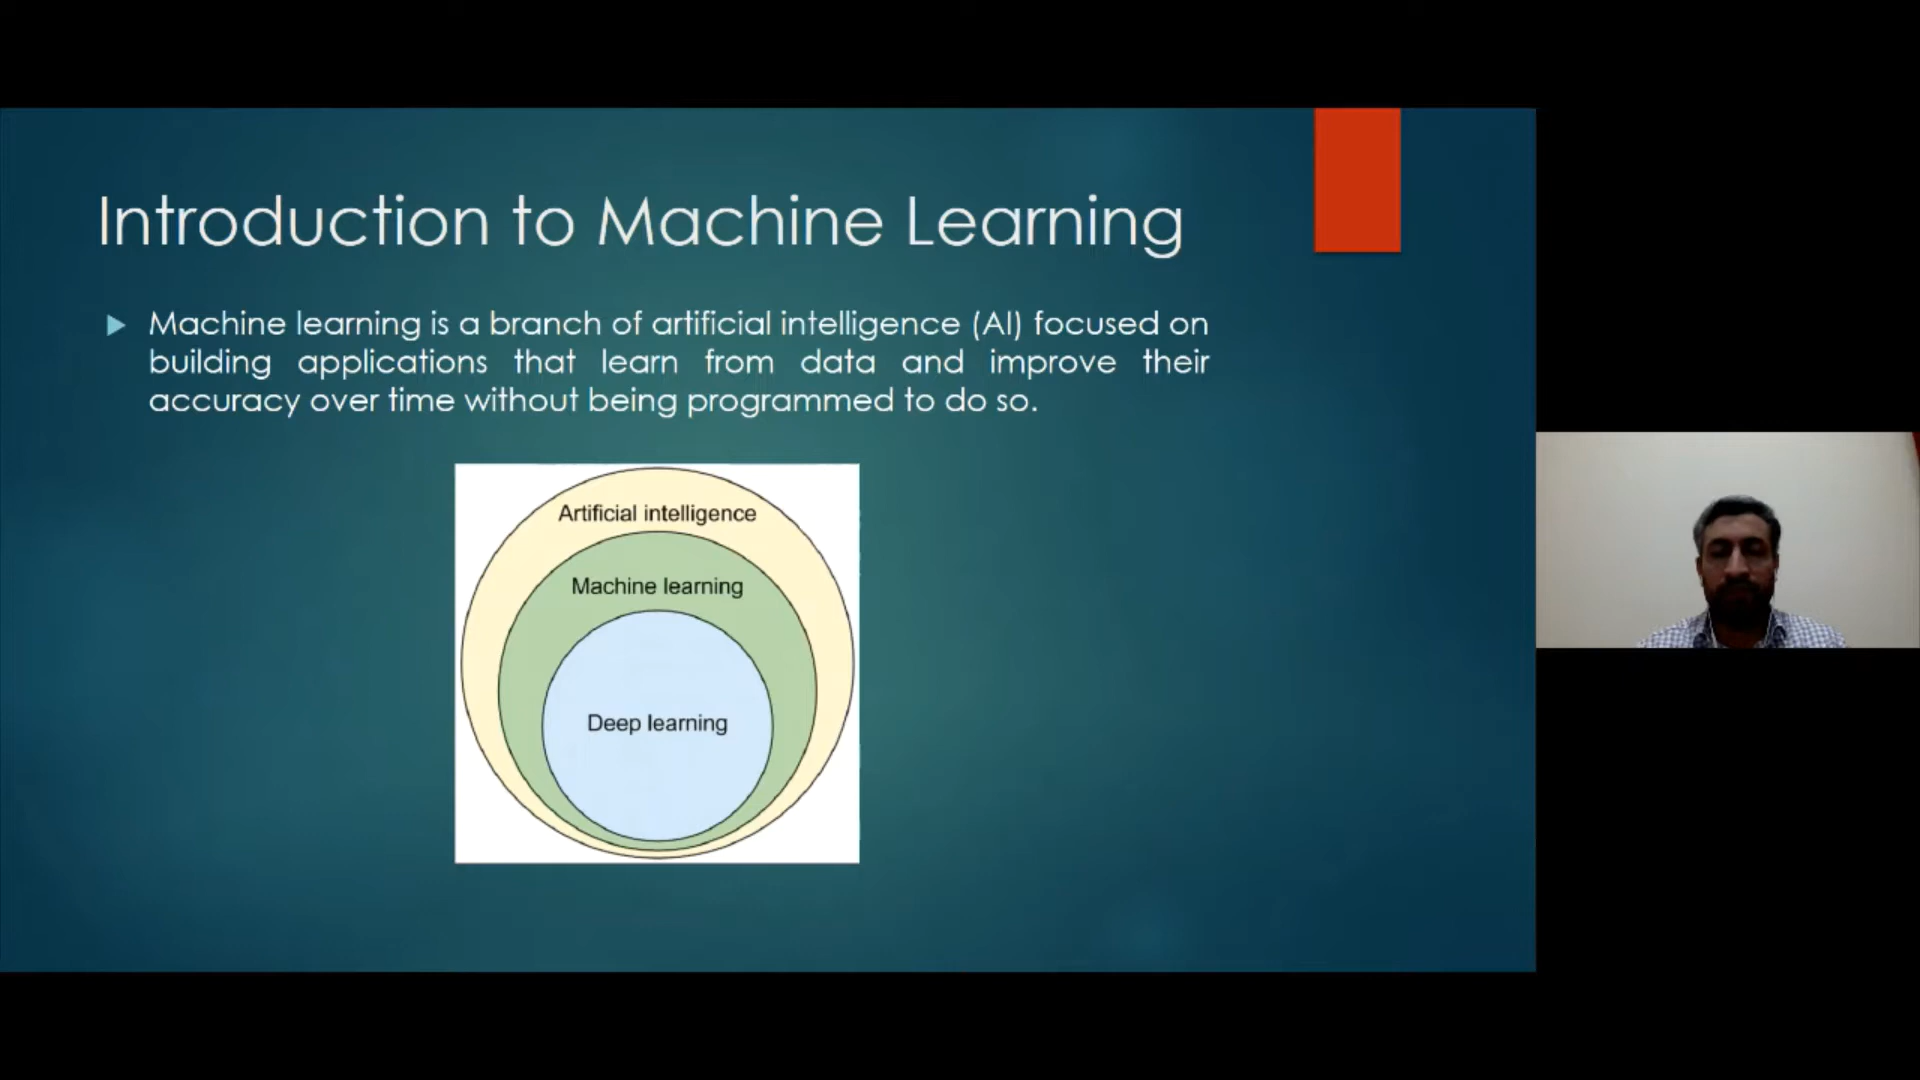 Introduction to Machine Learning
Machine learning is a branch of artificial intelligence (AI) focused on
building applications that learn from data and improve their
accuracy over time without being programmed to do so.
Artificial intelligence
Machine learning
Deep learning